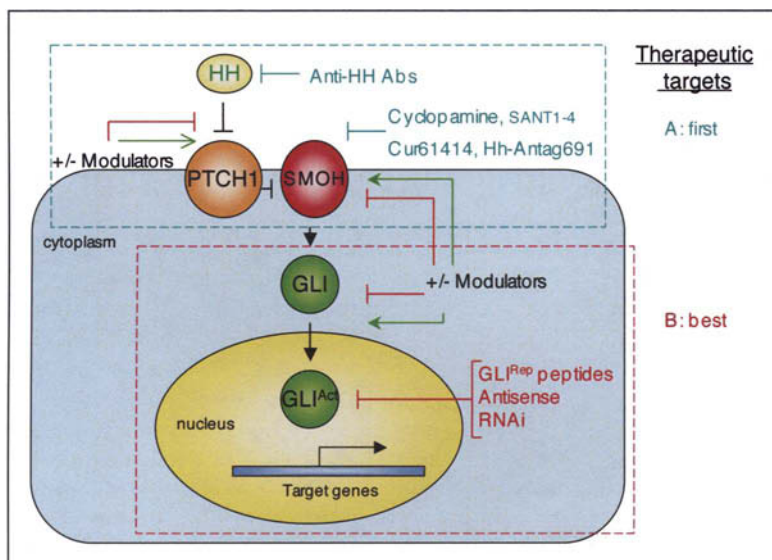 Therapeutic
targets
HH
Anti-HH Abs
Cyclopamine, SANT1-4
A: first
Cur61414, Hh-Antag691
+/- Modulators
PTCH1
SMOH
cytoplasm
GLI
+/- Modulators
B: best
GLIRep peptides
Antisense
RNAi
GLIAct
nucleus
Target genes